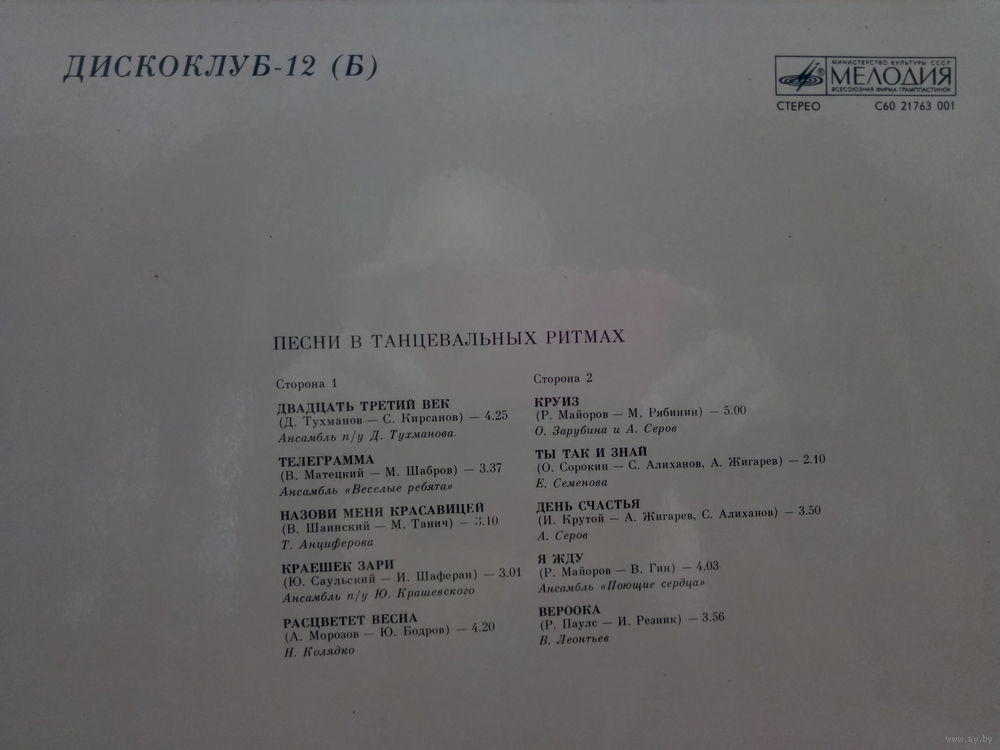 ДИСКОКЛУБ-12 (Б)
МИНИСТЕРСТВО КУЛЬТУРЫ СССР
МЕЛОДИЯ
ВСЕСОЮЗНАЯ ФИРМА ГРАМПЛАСТИНОК
СТЕРЕО С60 21763 001
ПЕСНИ В ТАНЦЕВАЛЬНЫХ РИТМАХ
Сторона 1
ДВАДЦАТЬ ТРЕТИЙ ВЕК
(Д. Тухманов — С. Кирсанов) — 4.25
Ансамбль п/у Д. Тухманова.
ТЕЛЕГРАММА
(В. Матецкий — М. Шабров) — 3.37
Ансамбль «Веселые ребята»
НАЗОВИ МЕНЯ КРАСАВИЦЕЙ
(В. Шаинский — М. Танич) — 3.10
Т. Анциферова
КРАЕШЕК ЗАРИ
(Ю. Саульский — И. Шаферан) — 3.01
Ансамбль п/у Ю. Крашевского
РАСЦВЕТЕТ ВЕСНА
(А. Морозов — Ю. Бодров) — 4.20
Н. Колядко
Сторона 2
КРУИЗ
(Р. Майоров — М. Рябинин) — 5.00
О. Зарубина и А. Серов
ТЫ ТАК И ЗНАЙ
(О. Сорокин — С. Алиханов, А. Жигарев) — 2.10
Е. Семенова
ДЕНЬ СЧАСТЬЯ
(И. Крутой — А. Жигарев, С. Алиханов) — 3.50
А. Серов
Я ЖДУ
(Р. Майоров — В. Гин) — 4.03
Ансамбль «Поющие сердца»
ВЕРООКА
(Р. Паулс — И. Резник) — 3.56
В. Леонтьев
www.ay.by